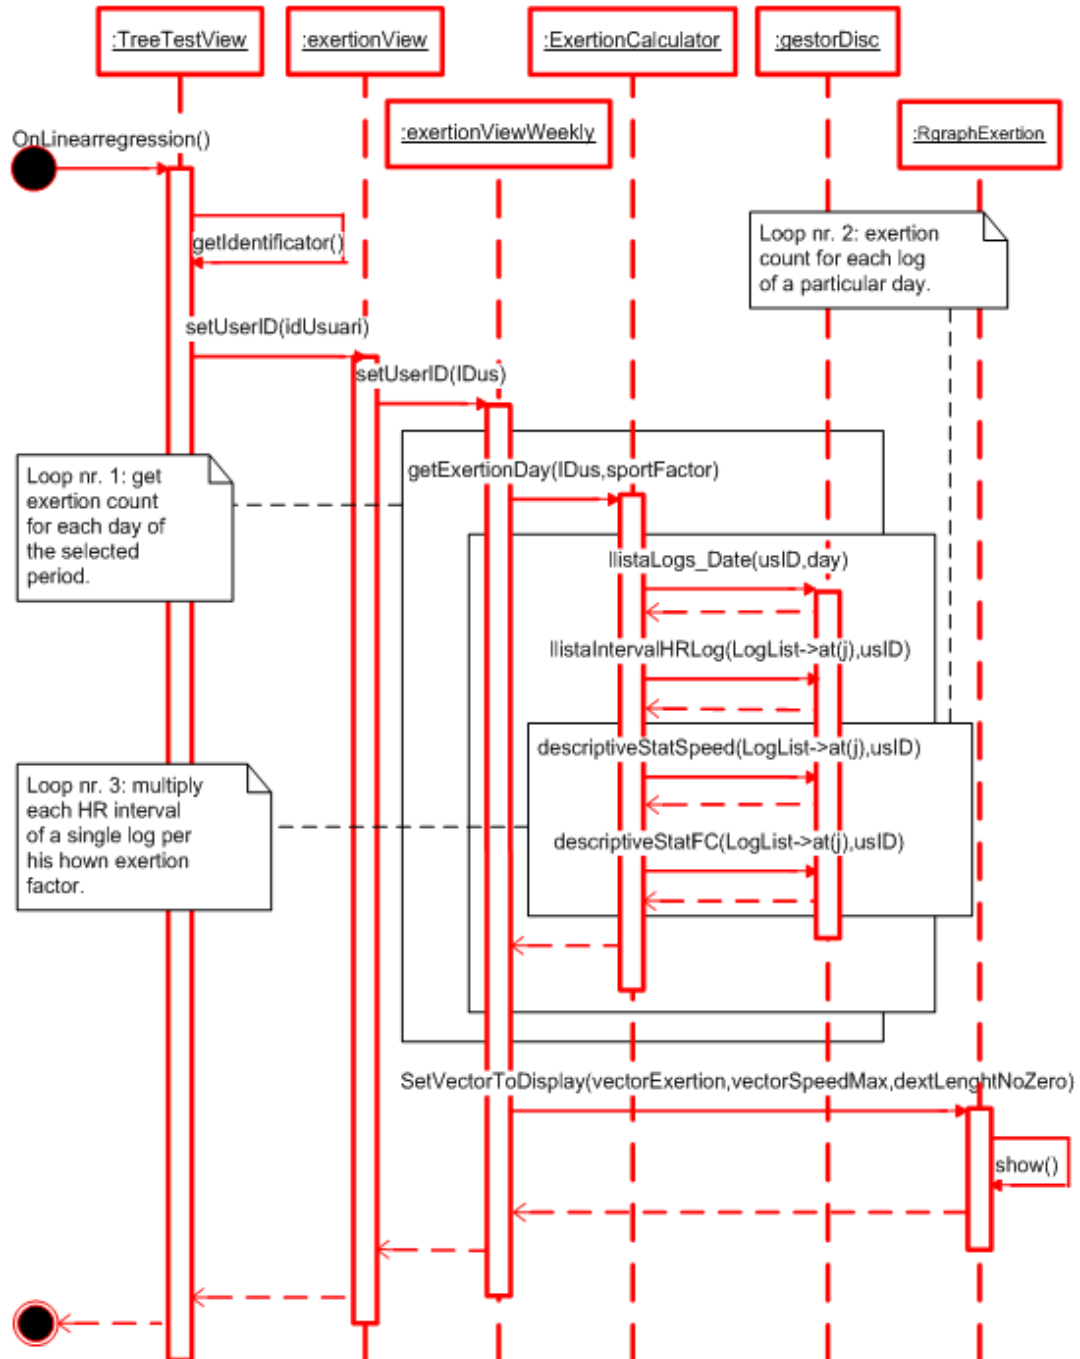 :TreeTestView
:exertionView
:ExertionCalculator
:gestorDisc
:exertionViewWeekly
:RgraphExertion
OnLinearregression()
getIdentificator()
Loop nr. 2: exertion
count for each log
of a particular day.
setUserID(idUsuari)
setUserID(IDus)
Loop nr. 1: get
exertion count
for each day of
the selected
period.
getExertionDay(IDus,sportFactor)
llistaLogs_Date(usID,day)
llistaIntervalHRLog(LogList->at(j),usID)
descriptiveStatSpeed(LogList->at(j),usID)
Loop nr. 3: multiply
each HR interval
of a single log per
his hown exertion
factor.
descriptiveStatFC(LogList->at(j),usID)
SetVectorToDisplay(vectorExertion,vectorSpeedMax,dextLenghtNoZero)
show()